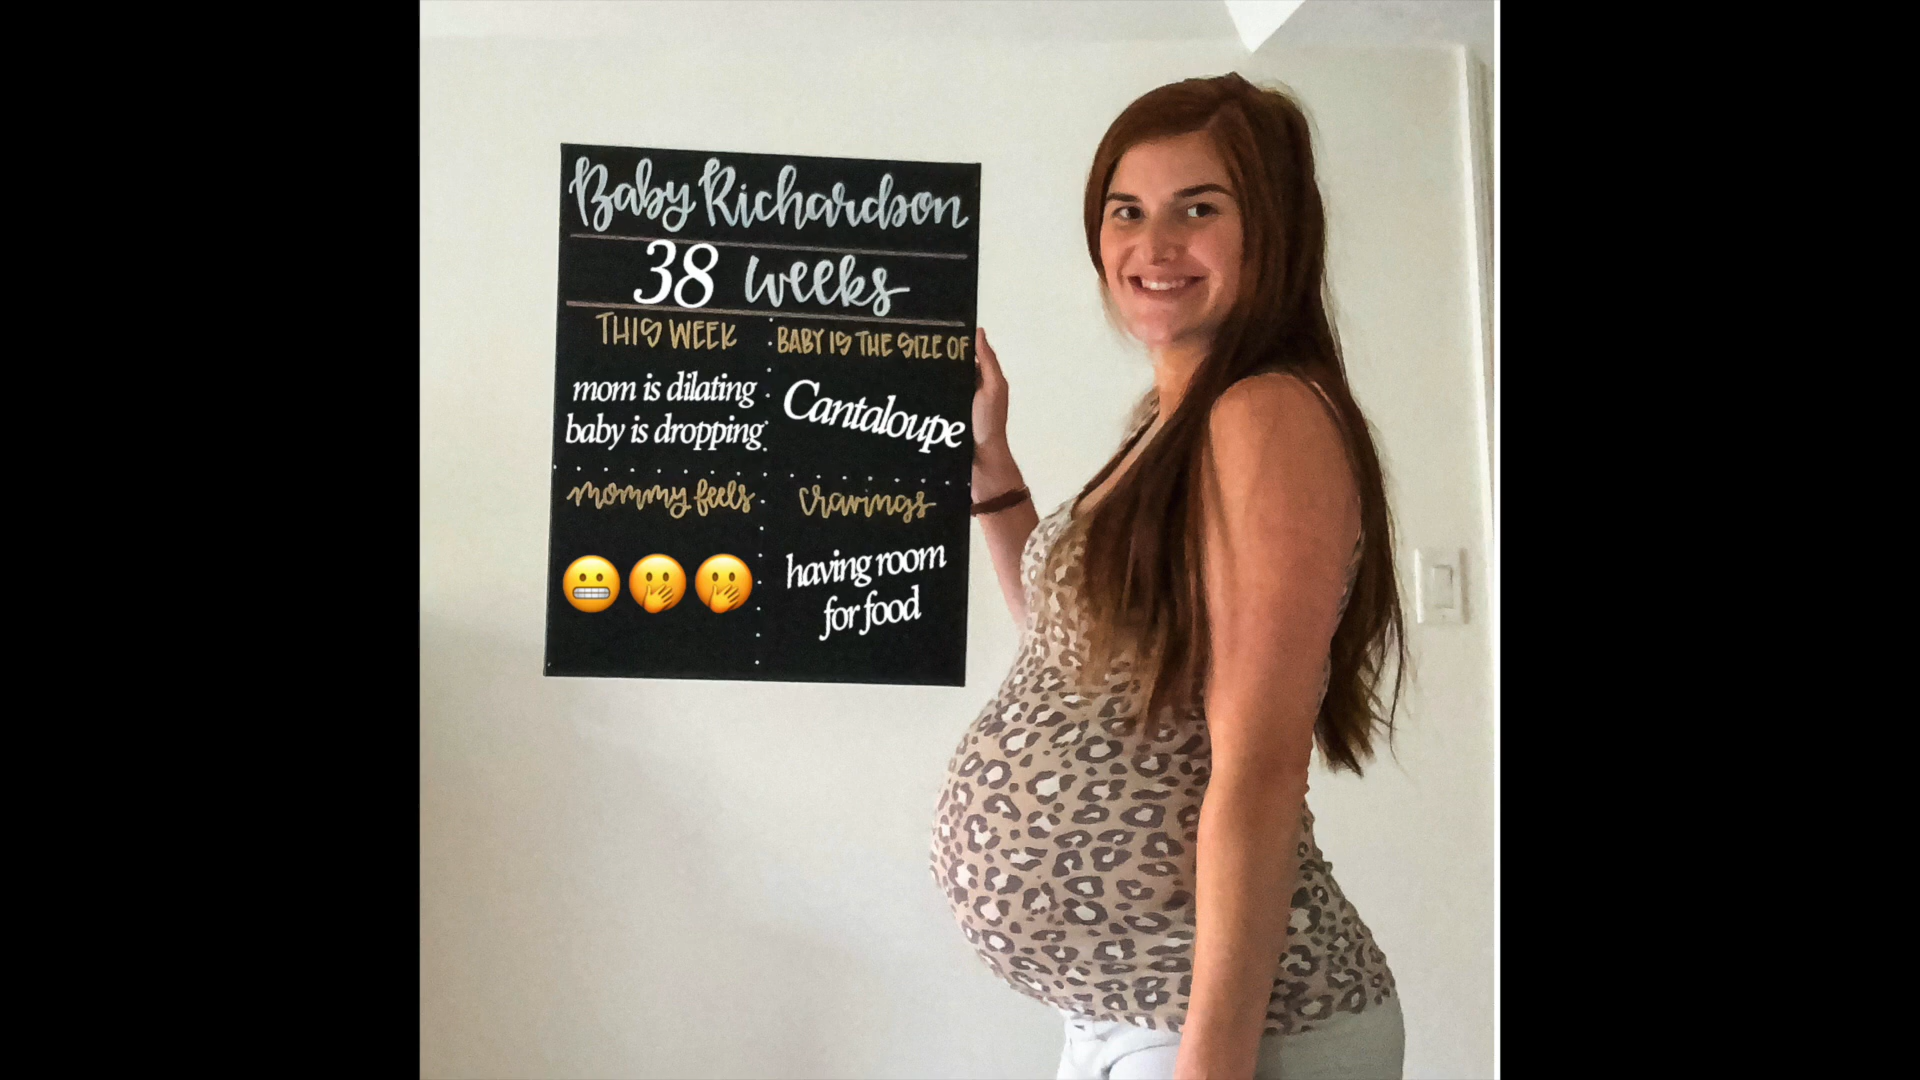 Baby Richardson
38 weeks
THIS WEEK
mom is dilating
baby is dropping
BABY IS THE SIZE OF
Cantaloupe
mommy feels
😬🤭🤭
cravings
having room
for food